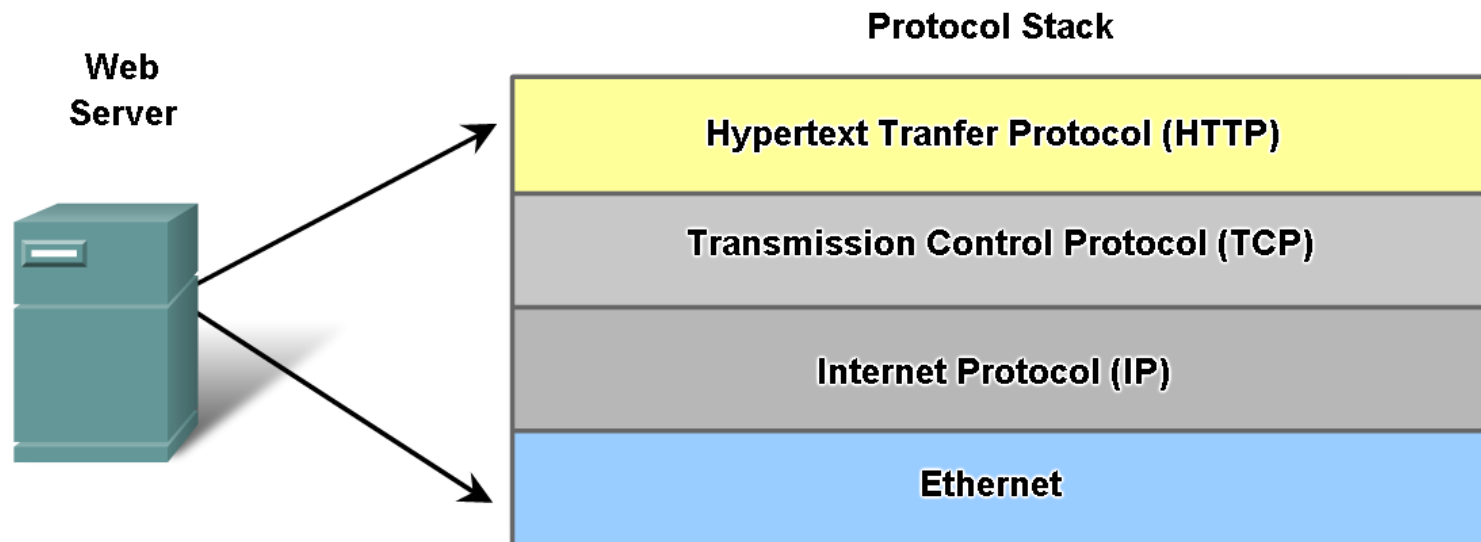 Protocol Stack
Web
Server
Hypertext Tranfer Protocol (HTTP)
Transmission Control Protocol (TCP)
Internet Protocol (IP)
Ethernet